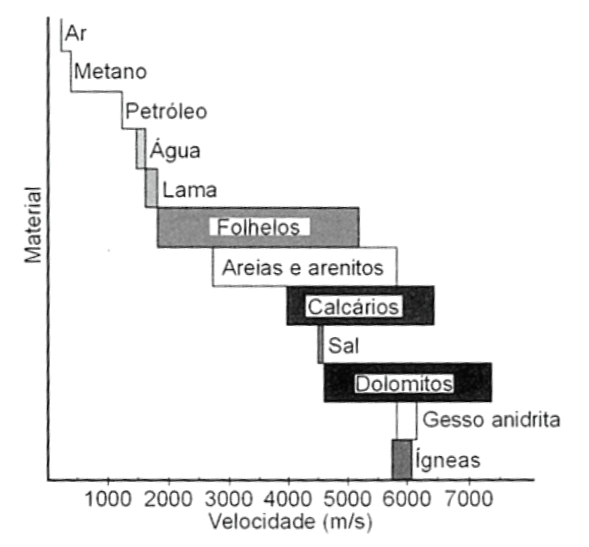 Ar
Metano
Petróleo
Água
Lama
Folhelos
Areias e arenitos
Calcários
Sal
Dolomitos
Gesso anidrita
Ígneas
Material
1000 2000 3000 4000 5000 6000 7000
Velocidade (m/s)